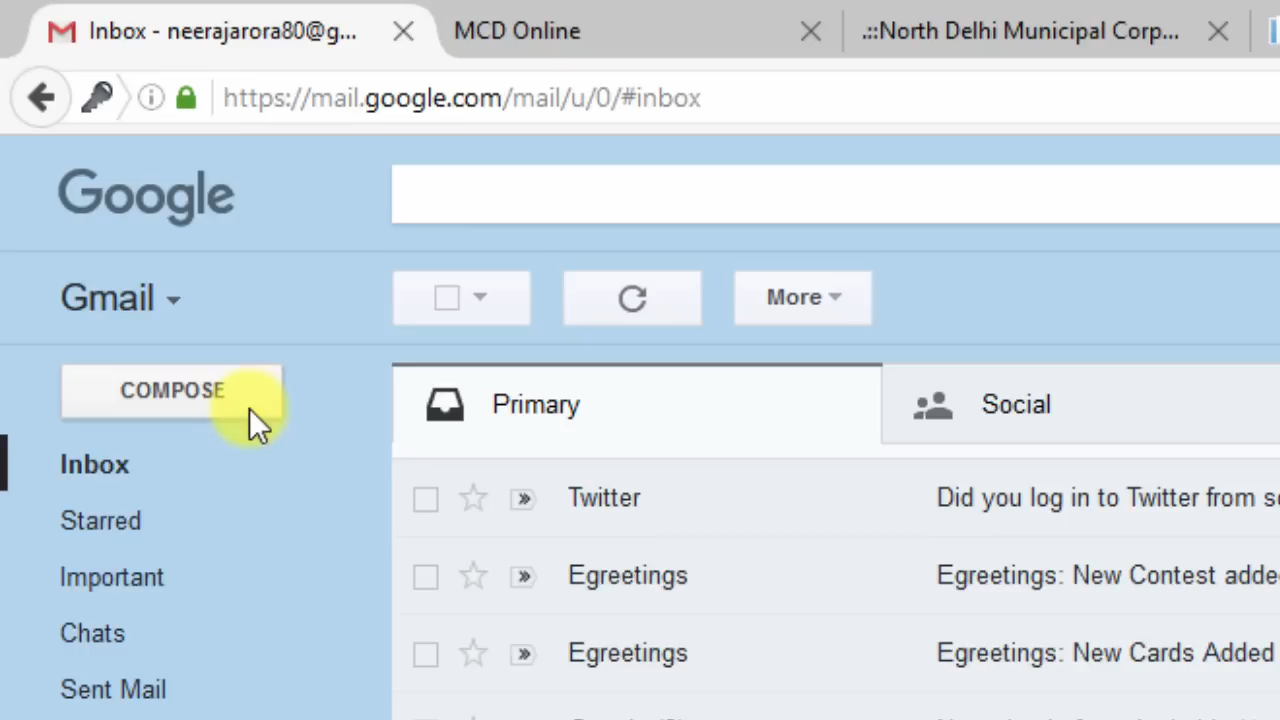 Inbox - neerajarora80@g...
MCD Online
.::North Delhi Municipal Corp...
https://mail.google.com/mail/u/0/#inbox
Google
Gmail
More
COMPOSE
Primary
Social
Inbox
Starred
Important
Chats
Sent Mail
Twitter Did you log in to Twitter from
Egreetings Egreetings: New Contest
Egreetings Egreetings: New Cards Added